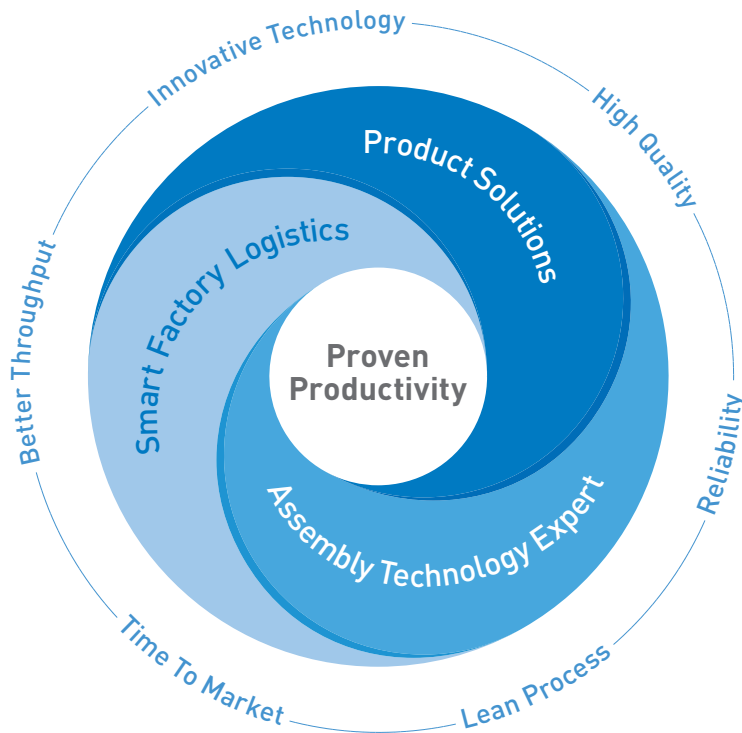 Innovative Technology
High Quality
Reliability
Lean Process
Time To Market
Better Throughput
Product Solutions
Assembly Technology Expert
Smart Factory Logistics
Proven
Productivity